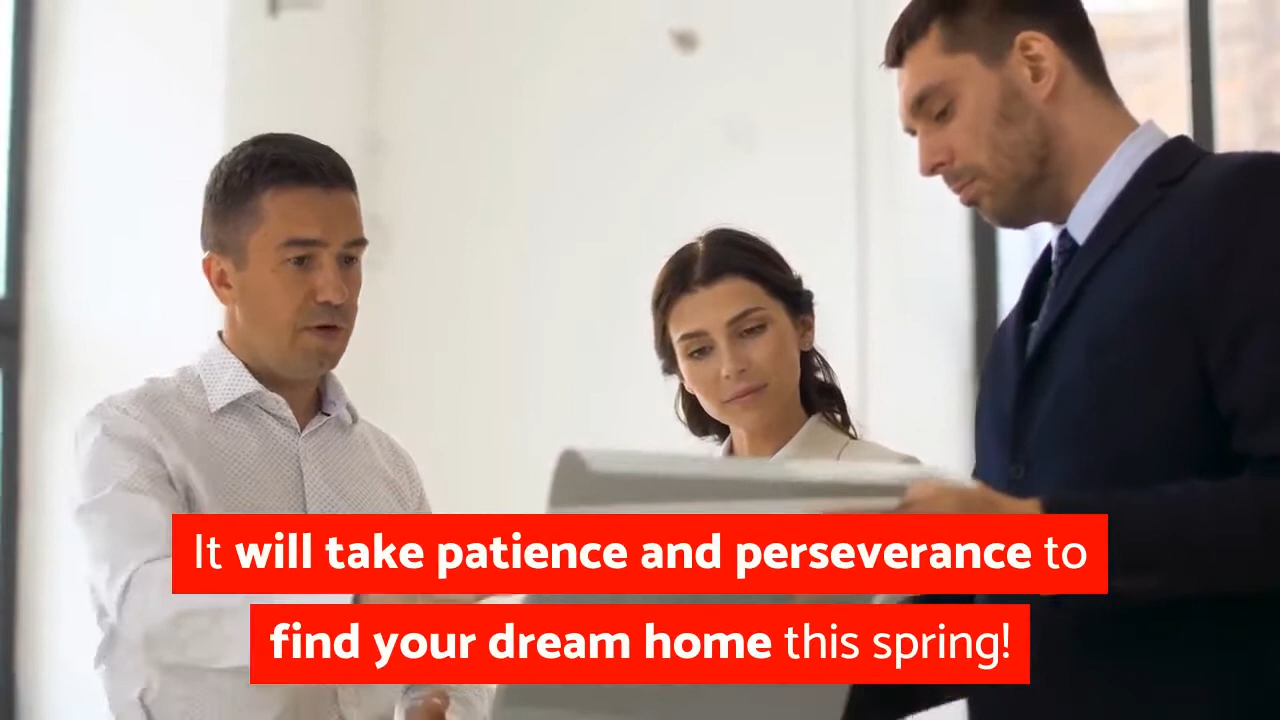 It will take patience and perseverance to
find your dream home this spring!